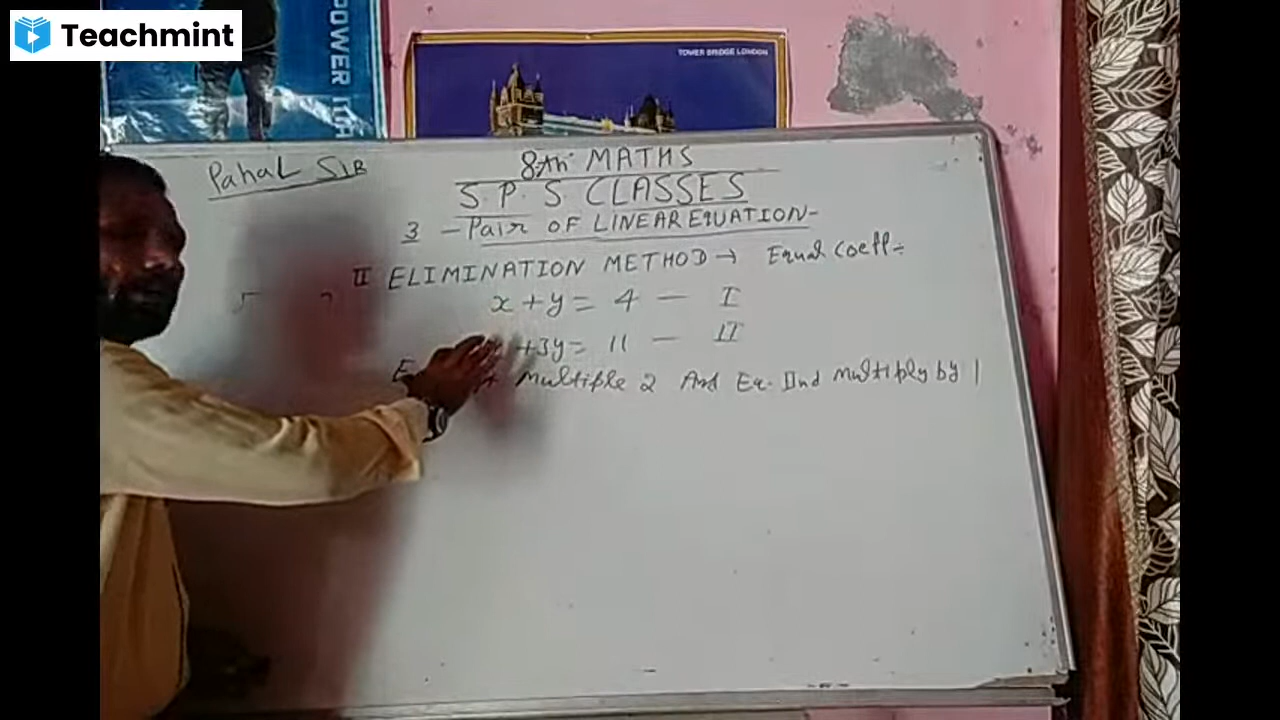 Teachmint
POWER
TOWER BRIDGE LONDON
Pahal SIR
8th MATHS
S.P.S CLASSES
3 - Pair OF LINEAR EQUATION-
II ELIMINATION METHOD → Equal coeff÷
x + y = 4 — I
+3y = 11 — II
Multiple 2 And Eq. IInd multiply by 1